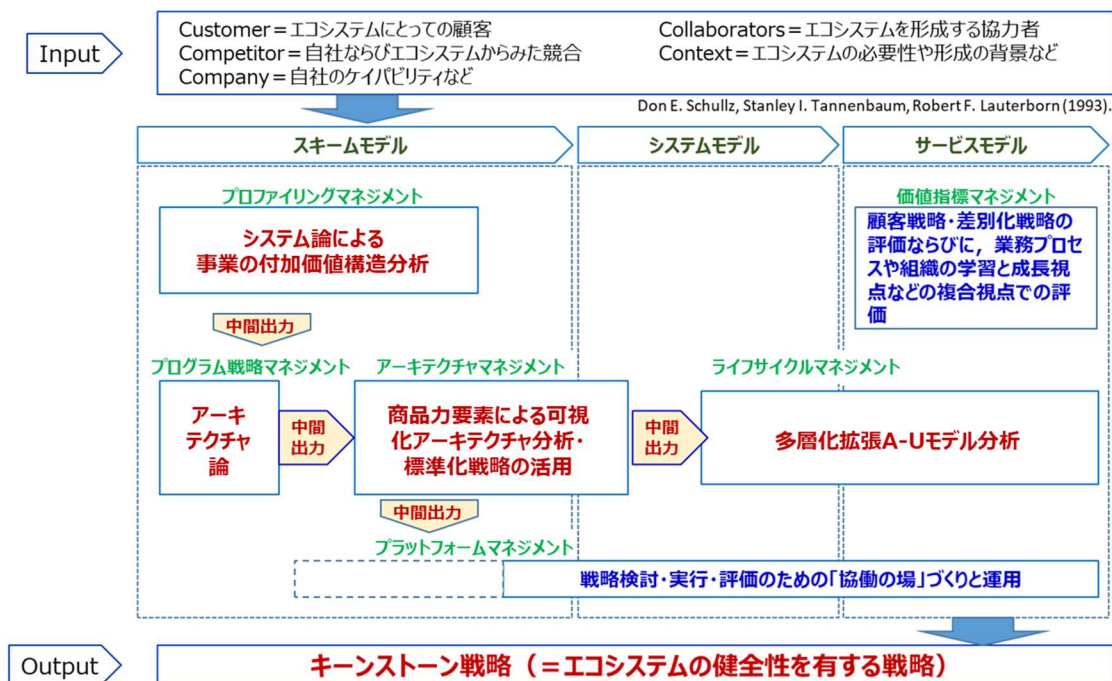 Input
Customer＝エコシステムにとっての顧客
Competitor＝自社ならびエコシステムからみた競合
Company＝自社のケイパビリティなど
Collaborators＝エコシステムを形成する協力者
Context＝エコシステムの必要性や形成の背景など
Don E. Schullz, Stanley I. Tannenbaum, Robert F. Lauterborn (1993).
スキームモデル
システムモデル
サービスモデル
プロファイリングマネジメント
システム論による
事業の付加価値構造分析
価値指標マネジメント
顧客戦略・差別化戦略の
評価ならびに，業務プロセ
スや組織の学習と成長視
点などの複合視点での評
価
中間出力
プログラム戦略マネジメント
アーキテクチャマネジメント
ライフサイクルマネジメント
アーキ
テクチャ
論
中間
出力
商品力要素による可視
化アーキテクチャ分析・
標準化戦略の活用
中間
出力
多層化拡張A-Uモデル分析
中間出力
プラットフォームマネジメント
戦略検討・実行・評価のための「協働の場」づくりと運用
Output
キーンストーン戦略（＝エコシステムの健全性を有する戦略）